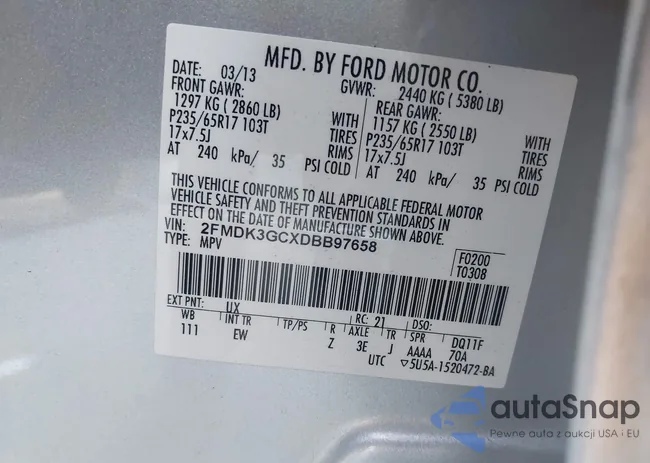 MFD. BY FORD MOTOR CO.
DATE: 03/13 GVWR: 2440 KG ( 5380 LB)
FRONT GAWR: REAR GAWR:
1297 KG ( 2860 LB) WITH 1157 KG ( 2550 LB) WITH
P235/65R17 103T TIRES P235/65R17 103T TIRES
17x7.5J RIMS 17x7.5J RIMS
AT 240 kPa/ 35 PSI COLD AT 240 kPa/ 35 PSI COLD
THIS VEHICLE CONFORMS TO ALL APPLICABLE FEDERAL MOTOR
VEHICLE SAFETY AND THEFT PREVENTION STANDARDS IN
EFFECT ON THE DATE OF MANUFACTURE SHOWN ABOVE.
VIN: 2FMDK3GCXDBB97658 F0200
TYPE: MPV T0308
EXT PNT: UX RC: 21 DSO:
WB INT TR TP/PS R AXLE TR SPR DQ11F
111 EW Z 3E J AAAA 70A
UTC ▽5U5A-1520472-BA
autaSnap
Pewne auta z aukcji USA i EU